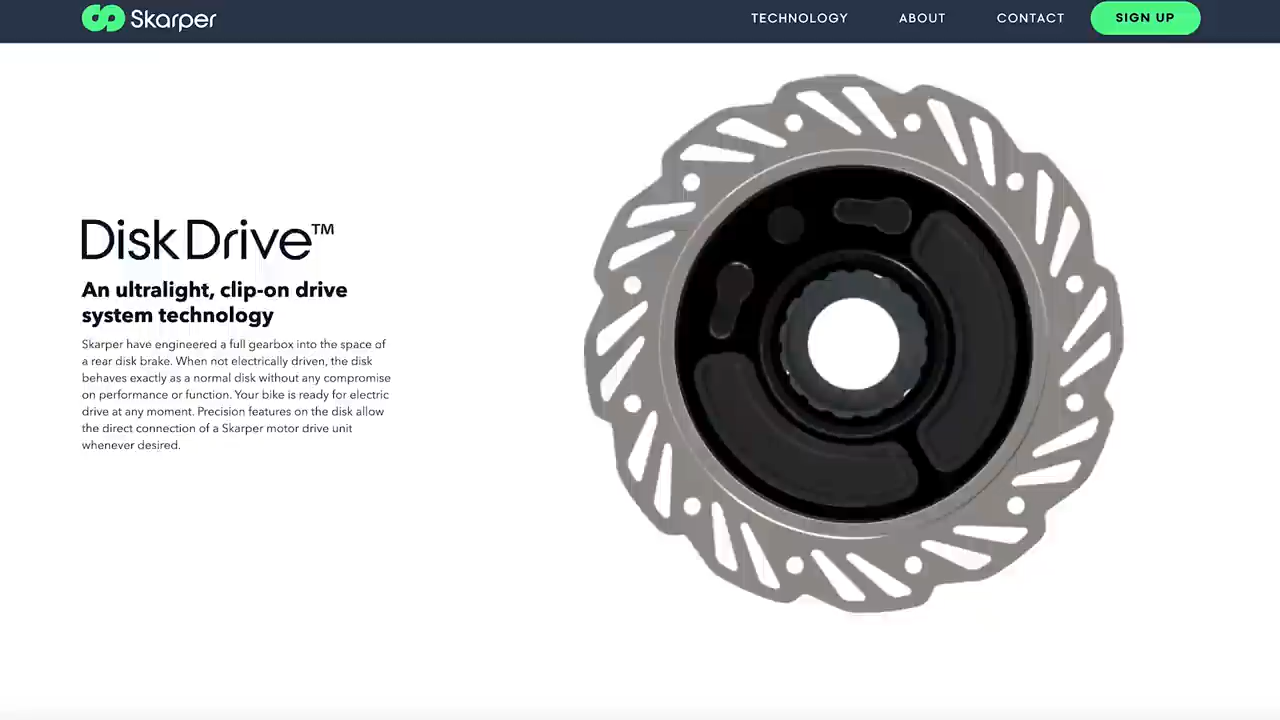 Skarper
TECHNOLOGY
ABOUT
CONTACT
SIGN UP
DiskDrive™
An ultralight, clip-on drive
system technology
Skarper have engineered a full gearbox into the space of
a rear disk brake. When not electrically driven, the disk
behaves exactly as a normal disk without any compromise
on performance or function. Your bike is ready for electric
drive at any moment. Precision features on the disk allow
the direct connection of a Skarper motor drive unit
whenever desired.